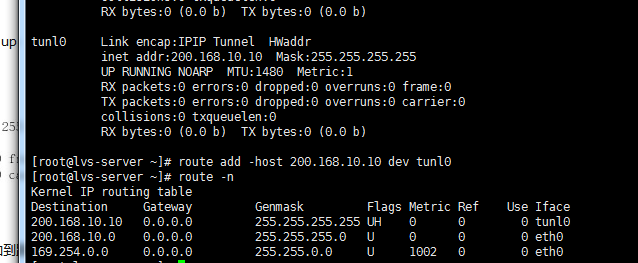 RX bytes:0 (0.0 b)  TX bytes:0 (0.0 b)
up
tunl0     Link encap:IPIP Tunnel  HWaddr
inet addr:200.168.10.10  Mask:255.255.255.255
UP RUNNING NOARP  MTU:1480  Metric:1
RX packets:0 errors:0 dropped:0 overruns:0 frame:0
TX packets:0 errors:0 dropped:0 overruns:0 carrier:0
collisions:0 txqueuelen:0
RX bytes:0 (0.0 b)  TX bytes:0 (0.0 b)
[root@lvs-server ~]# route add -host 200.168.10.10 dev tunl0
[root@lvs-server ~]# route -n
Kernel IP routing table
Destination     Gateway         Genmask         Flags Metric Ref    Use Iface
200.168.10.10   0.0.0.0         255.255.255.255 UH    0      0        0 tunl0
200.168.10.0    0.0.0.0         255.255.255.0   U     0      0        0 eth0
169.254.0.0     0.0.0.0         255.255.0.0     U     1002   0        0 eth0